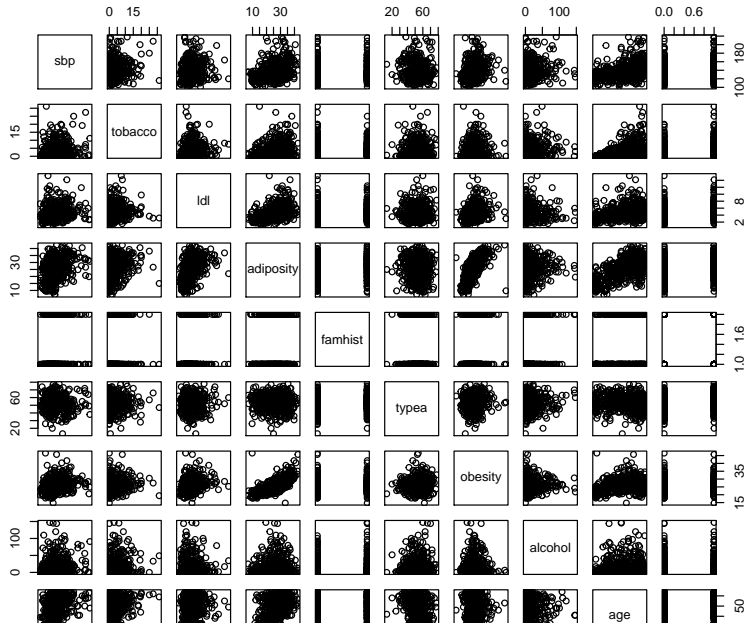 0 15
10 30
20 60
0 100
0.0 0.6
sbp
100 180
tobacco
0 15
ldl
2 8
adiposity
10 30
famhist
1.0 1.6
typea
20 60
obesity
15 35
alcohol
0 100
age
50